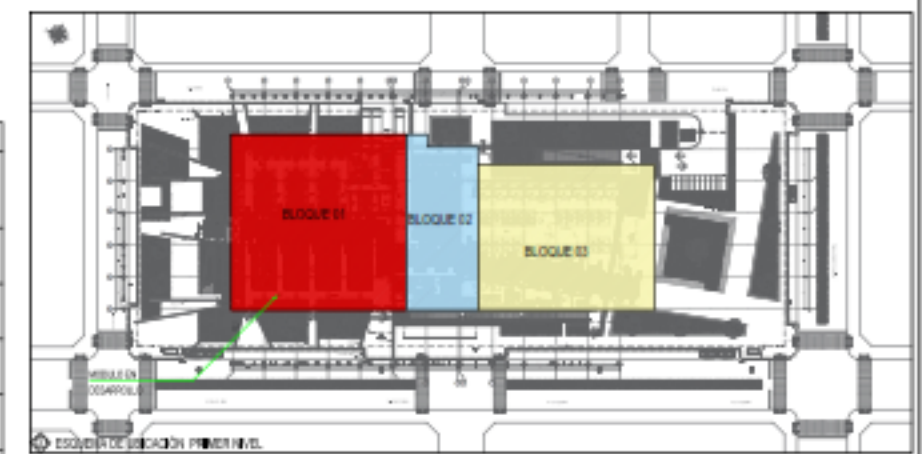 BLOQUE 01
BLOQUE 02
BLOQUE 03
MODULO EN
DESARROLLO
ESQUEMA DE UBICACIÓN PRIMER NIVEL